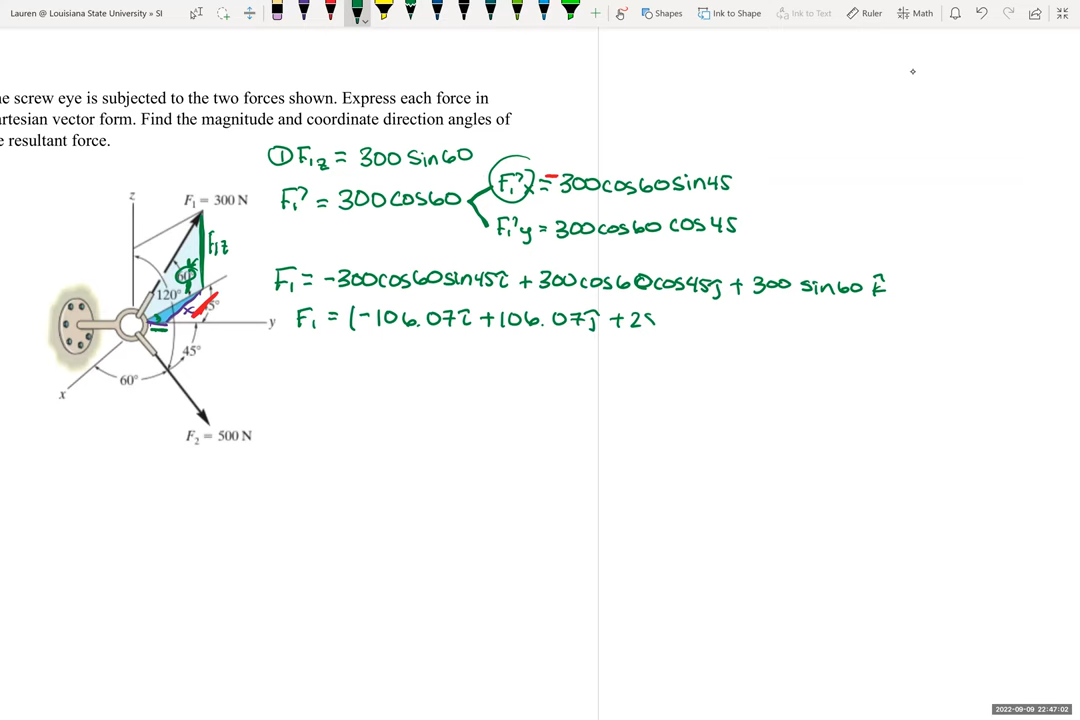 Lauren @ Louisiana State University » SI
Shapes
Ink to Shape
Ink to Text
Ruler
Math
e screw eye is subjected to the two forces shown. Express each force in
rtesian vector form. Find the magnitude and coordinate direction angles of
e resultant force.
① F1z = 300 sin60
F1? = 300cos60
F1?x = -300cos60sin45
F1?y = 300cos60 cos45
z
F₁ = 300 N
F1z
60
120°
5°
x
y
45°
60°
x
F₂ = 500 N
F1 = -300cos60sin45î + 300cos60cos45ĵ + 300 sin60 k̂
F1 = (-106.07î + 106.07ĵ + 25
2022-09-09 22:47:02